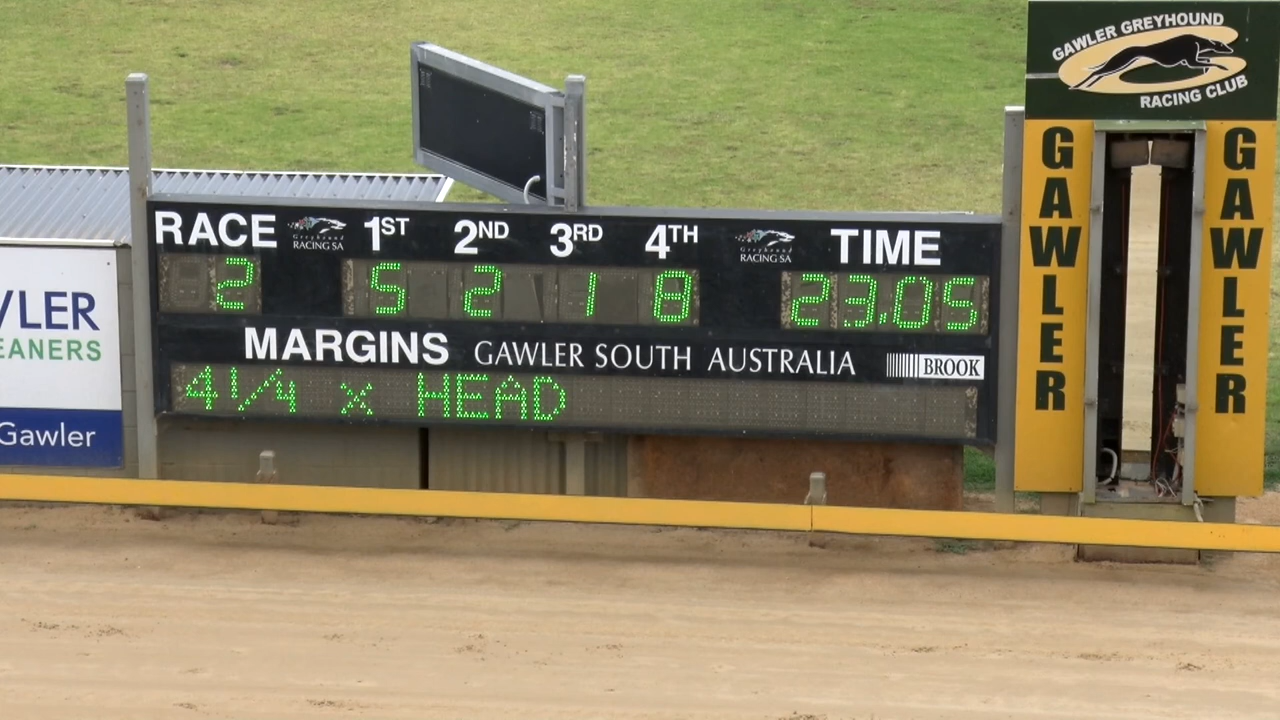 GAWLER GREYHOUND
RACING CLUB
RACE
Greyhound
RACING SA
1ST 2ND 3RD 4TH
Greyhound
RACING SA
TIME
2 5 2 1 8 23.05
MARGINS GAWLER SOUTH AUSTRALIA BROOK
4 1/4 x HEAD
GAWLER
GAWLER
WLER
EANERS
Gawler